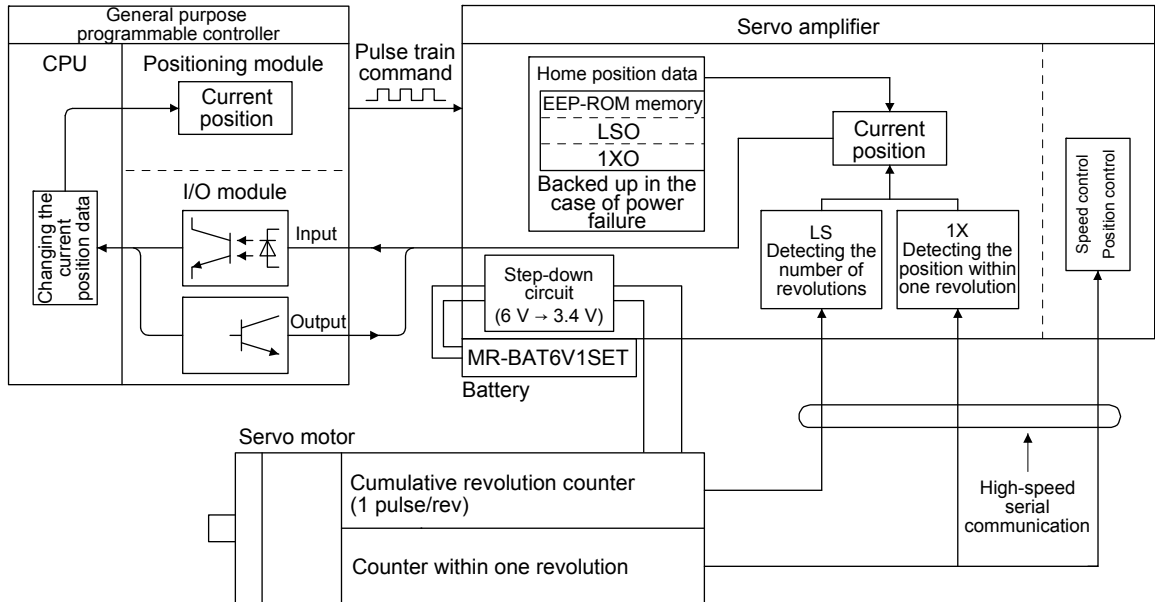 General purpose
programmable controller
CPU
Positioning module
Current
position
I/O module
Input
Output
Changing the
current
position data
Pulse train
command
Servo amplifier
Home position data
EEP-ROM memory
LSO
1XO
Backed up in the
case of power
failure
Current
position
LS
Detecting the
number of
revolutions
1X
Detecting the
position within
one revolution
Speed control
Position control
Step-down
circuit
(6 V → 3.4 V)
MR-BAT6V1SET
Battery
Servo motor
Cumulative revolution counter
(1 pulse/rev)
Counter within one revolution
High-speed
serial
communication